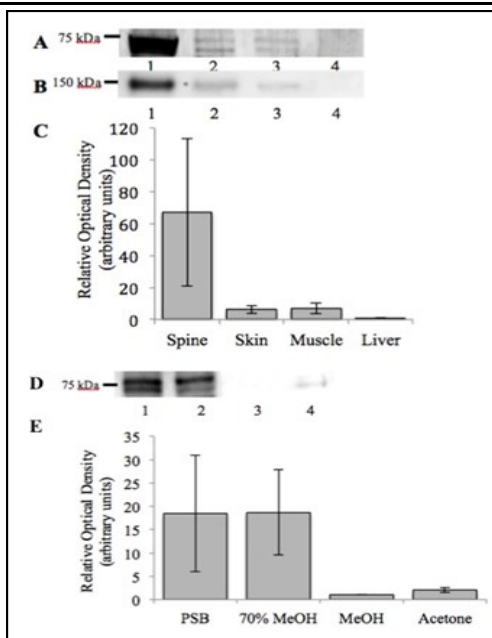 A 75 kDa
1 2 3 4
B 150 kDa
1 2 3 4
C
120
100
80
60
40
20
0
Relative Optical Density
(arbitrary units)
Spine Skin Muscle Liver
D 75 kDa
1 2 3 4
E
35
30
25
20
15
10
5
0
Relative Optical Density
(arbitrary units)
PSB 70% MeOH MeOH Acetone